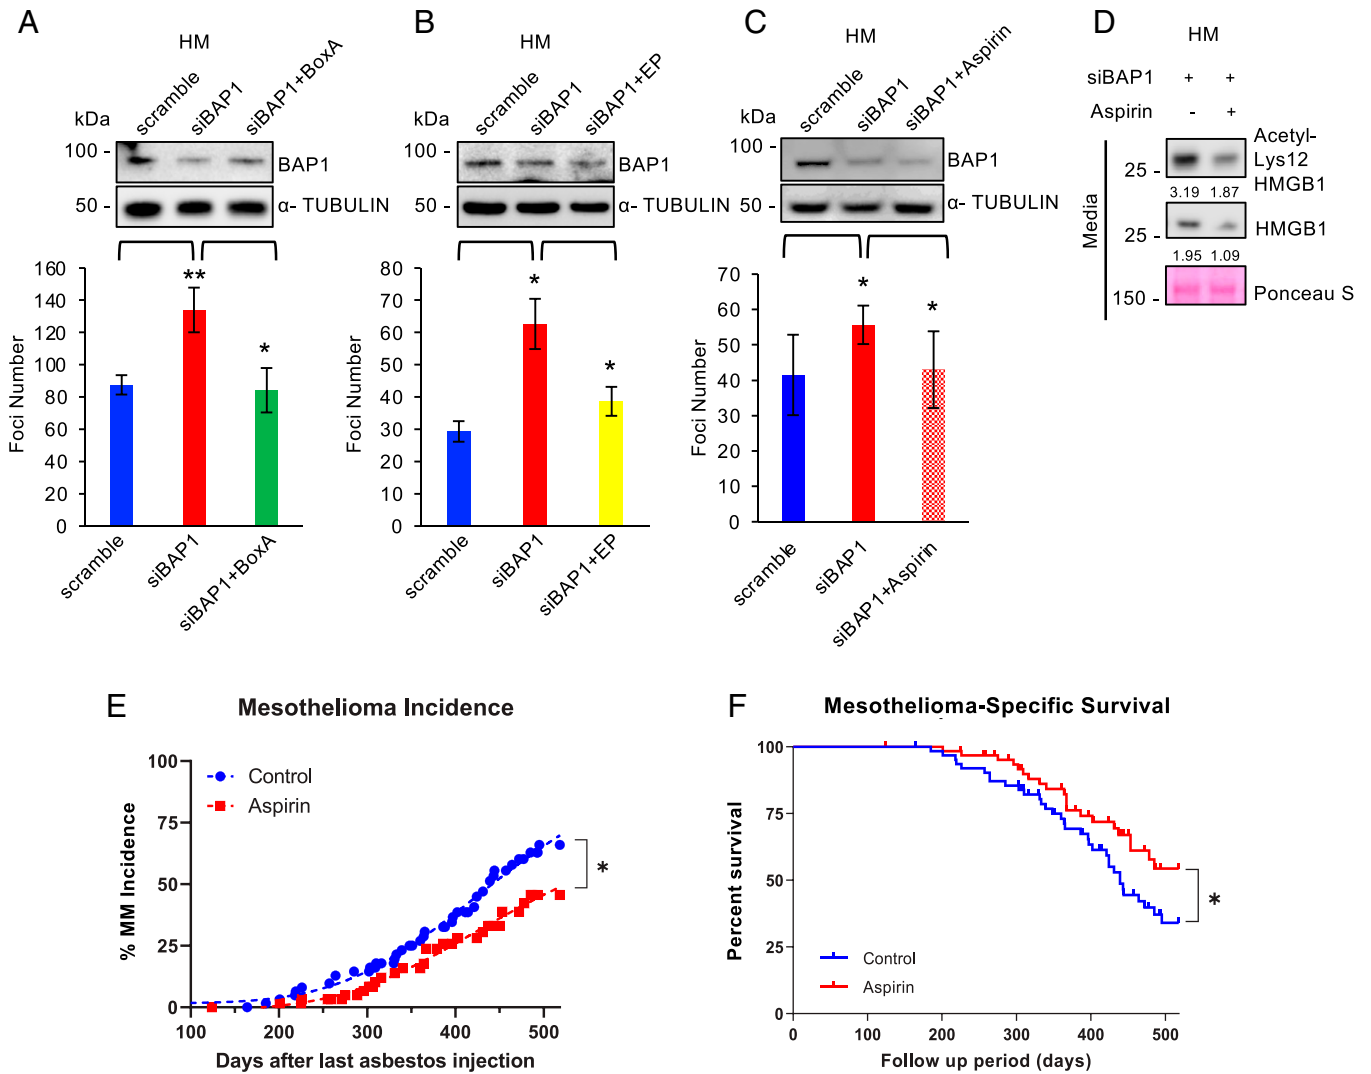 A
HM
kDa
scramble
siBAP1
siBAP1+BoxA
100 -
BAP1
50 -
α- TUBULIN
160
140
120
100
80
60
40
20
0
Foci Number
**
*
scramble
siBAP1
siBAP1+BoxA
B
HM
kDa
scramble
siBAP1
siBAP1+EP
100 -
BAP1
50 -
α- TUBULIN
80
70
60
50
40
30
20
10
0
Foci Number
*
*
scramble
siBAP1
siBAP1+EP
C
HM
kDa
scramble
siBAP1
siBAP1+Aspirin
100 -
BAP1
50 -
α- TUBULIN
70
60
50
40
30
20
10
0
Foci Number
*
*
scramble
siBAP1
siBAP1+Aspirin
D
HM
siBAP1 + +
Aspirin - +
Media
25 -
Acetyl-
Lys12
HMGB1
3.19 1.87
25 -
HMGB1
1.95 1.09
150 -
Ponceau S
E
Mesothelioma Incidence
100
75
50
25
0
% MM Incidence
Control
Aspirin
*
100 200 300 400 500
Days after last asbestos injection
F
Mesothelioma-Specific Survival
100
75
50
25
0
Percent survival
Control
Aspirin
*
0 100 200 300 400 500
Follow up period (days)